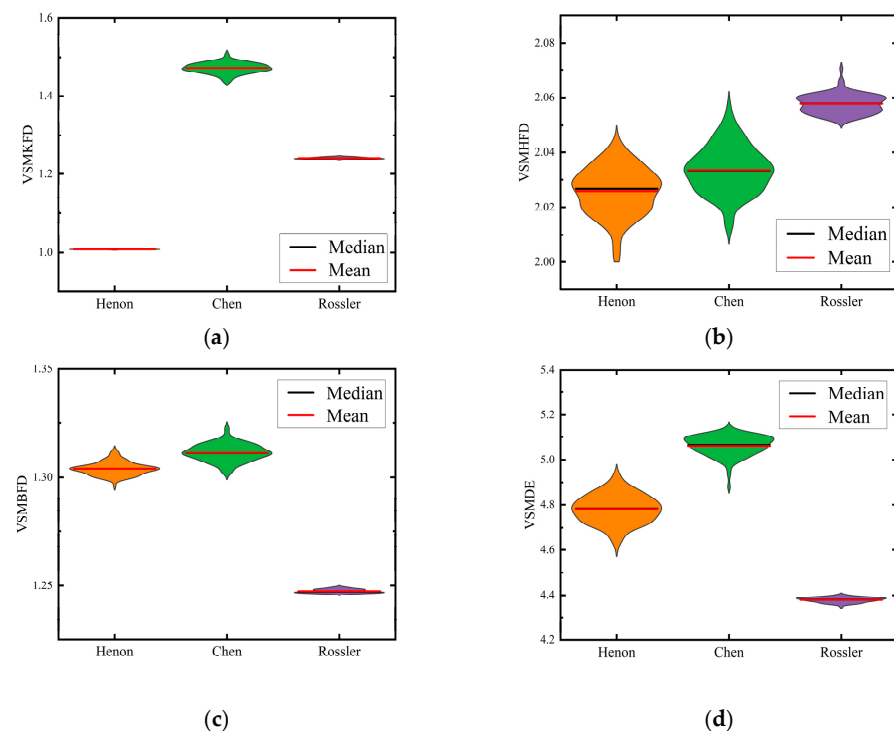 1.6
1.4
1.2
1.0
VSMKFD
Median
Mean
Henon Chen Rossler
(a)
2.08
2.06
2.04
2.02
2.00
VSMHFD
Median
Mean
Henon Chen Rossler
(b)
1.35
1.30
1.25
VSMBFD
Median
Mean
Henon Chen Rossler
(c)
5.4
5.2
5.0
4.8
4.6
4.4
4.2
VSMDE
Median
Mean
Henon Chen Rossler
(d)